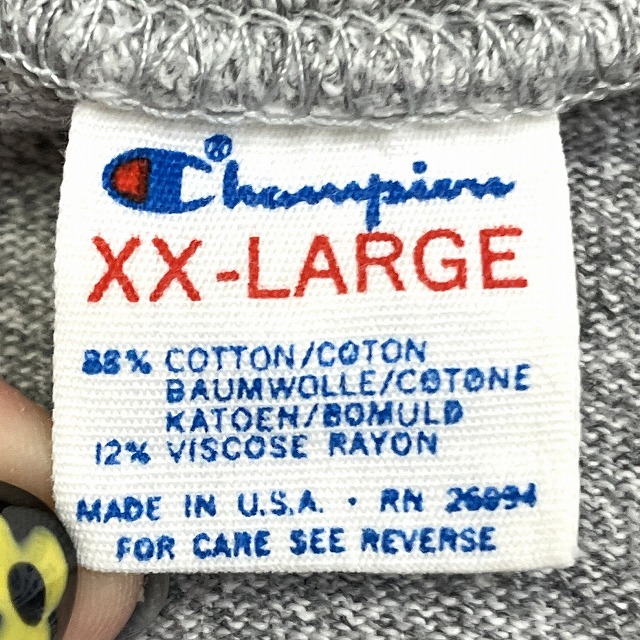 Champion®
XX-LARGE
88% COTTON/COTON
BAUMWOLLE/COTONE
KATOEN/BOMULD
12% VISCOSE RAYON
MADE IN U.S.A. · RN 26094
FOR CARE SEE REVERSE